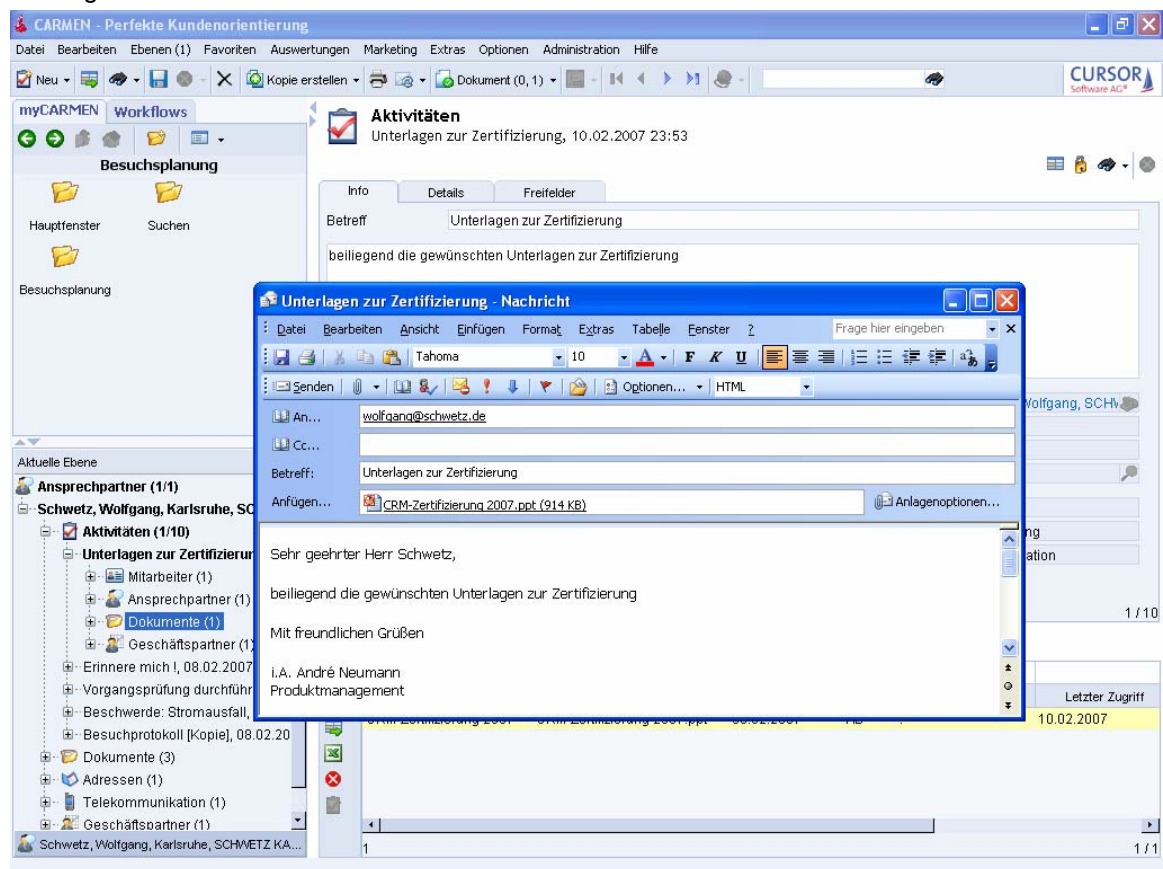 CARMEN - Perfekte Kundenorientierung
Datei Bearbeiten Ebenen (1) Favoriten Auswertungen Marketing Extras Optionen Administration Hilfe
Neu Kopie erstellen Dokument (0, 1)
CURSOR
Software AG
myCARMEN Workflows
Besuchsplanung
Hauptfenster Suchen
Besuchsplanung
Aktivitäten
Unterlagen zur Zertifizierung, 10.02.2007 23:53
Info Details Freifelder
Betreff Unterlagen zur Zertifizierung
beiliegend die gewünschten Unterlagen zur Zertifizierung
Unterlagen zur Zertifizierung - Nachricht
Datei Bearbeiten Ansicht Einfügen Format Extras Tabelle Fenster ?
Frage hier eingeben
Tahoma 10 A F K U
Senden Optionen... HTML
An... wolfgang@schwetz.de
Cc...
Betreff: Unterlagen zur Zertifizierung
Anfügen... CRM-Zertifizierung 2007.ppt (914 KB) Anlagenoptionen...
Sehr geehrter Herr Schwetz,
beiliegend die gewünschten Unterlagen zur Zertifizierung
Mit freundlichen Grüßen
i.A. André Neumann
Produktmanagement
Wolfgang, SCHW
ng
ation
1 / 10
Letzter Zugriff
10.02.2007
1
1 / 1
Aktuelle Ebene
Ansprechpartner (1/1)
Schwetz, Wolfgang, Karlsruhe, SC
Aktivitäten (1/10)
Unterlagen zur Zertifizierun
Mitarbeiter (1)
Ansprechpartner (1)
Dokumente (1)
Geschäftspartner (1)
Erinnere mich !, 08.02.2007
Vorgangsprüfung durchführ
Beschwerde: Stromausfall,
Besuchprotokoll [Kopie], 08.02.20
Dokumente (3)
Adressen (1)
Telekommunikation (1)
Geschäftspartner (1)
Schwetz, Wolfgang, Karlsruhe, SCHWETZ KA...